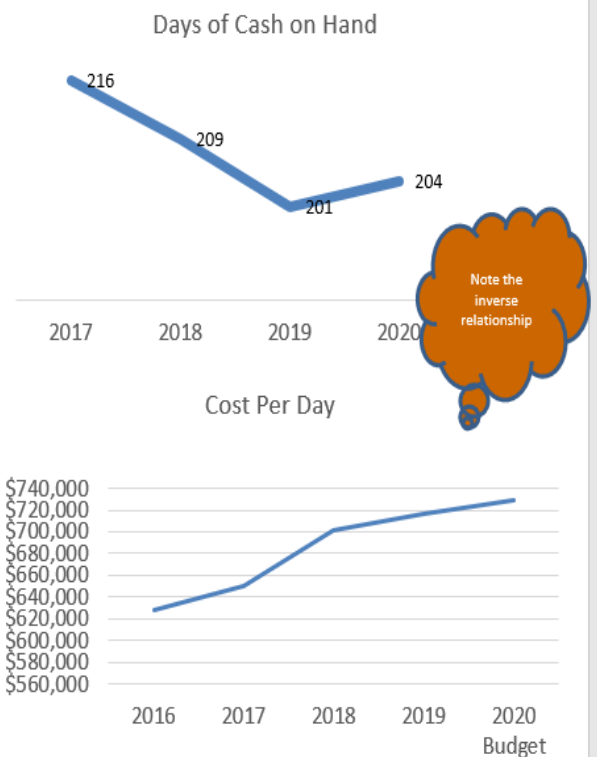 Days of Cash on Hand
216
209
201
204
2017 2018 2019 2020
Note the
inverse
relationship
Cost Per Day
$740,000
$720,000
$700,000
$680,000
$660,000
$640,000
$620,000
$600,000
$580,000
$560,000
2016 2017 2018 2019 2020
Budget